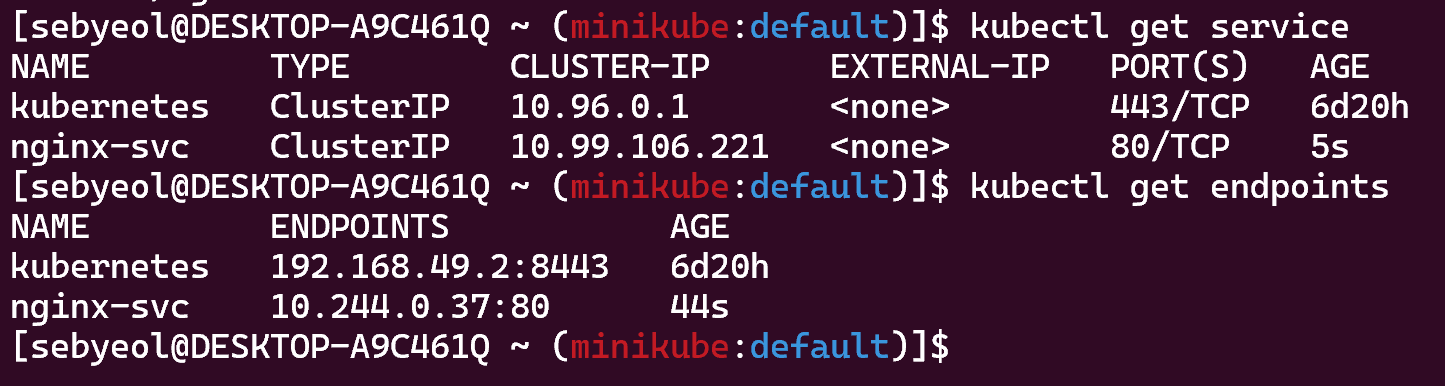 [sebyeol@DESKTOP-A9C461Q ~ (minikube:default)]$ kubectl get service
NAME         TYPE        CLUSTER-IP      EXTERNAL-IP   PORT(S)   AGE
kubernetes   ClusterIP   10.96.0.1       <none>        443/TCP   6d20h
nginx-svc    ClusterIP   10.99.106.221   <none>        80/TCP    5s
[sebyeol@DESKTOP-A9C461Q ~ (minikube:default)]$ kubectl get endpoints
NAME         ENDPOINTS           AGE
kubernetes   192.168.49.2:8443   6d20h
nginx-svc    10.244.0.37:80      44s
[sebyeol@DESKTOP-A9C461Q ~ (minikube:default)]$